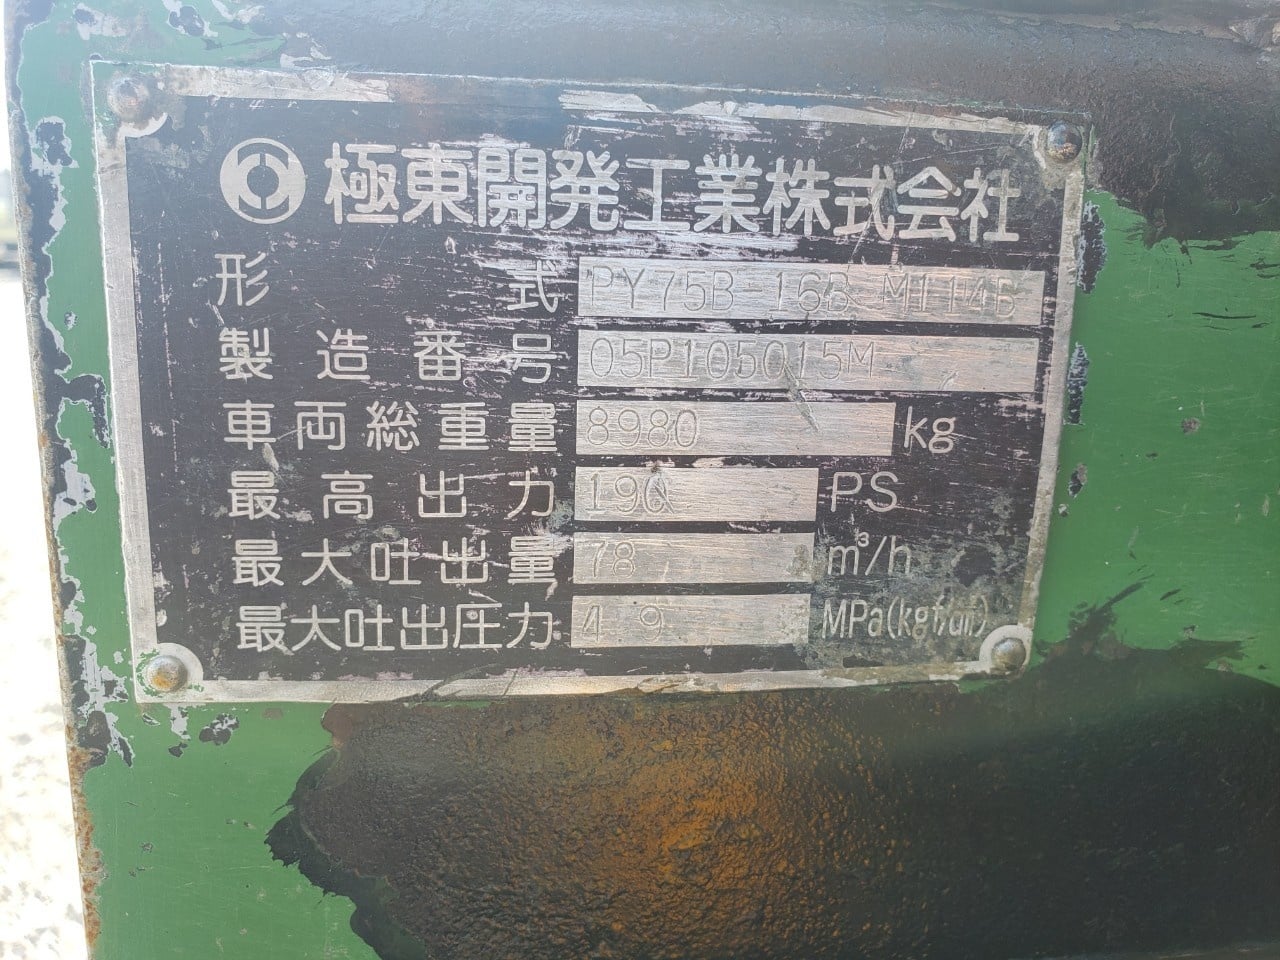 極東開発工業株式会社
形式 PY75B-16B M114B
製造番号 05P105015M
車両総重量 8980 kg
最高出力 190 PS
最大吐出量 78 m³/h
最大吐出圧力 4.9 MPa(kgf/cm²)